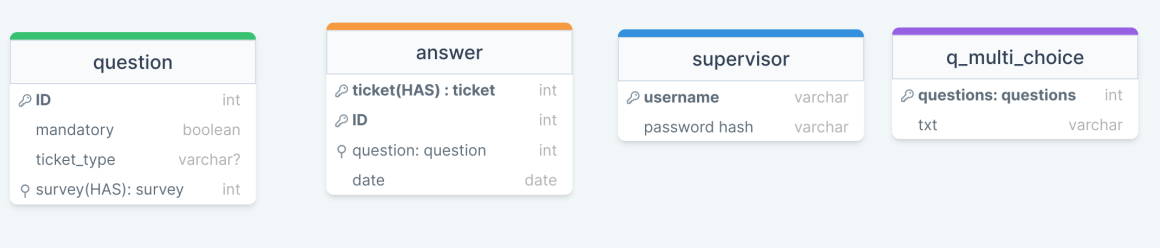 question
ID int
mandatory boolean
ticket_type varchar?
survey(HAS): survey int
answer
ticket(HAS) : ticket int
ID int
question: question int
date date
supervisor
username varchar
password hash varchar
q_multi_choice
questions: questions int
txt varchar